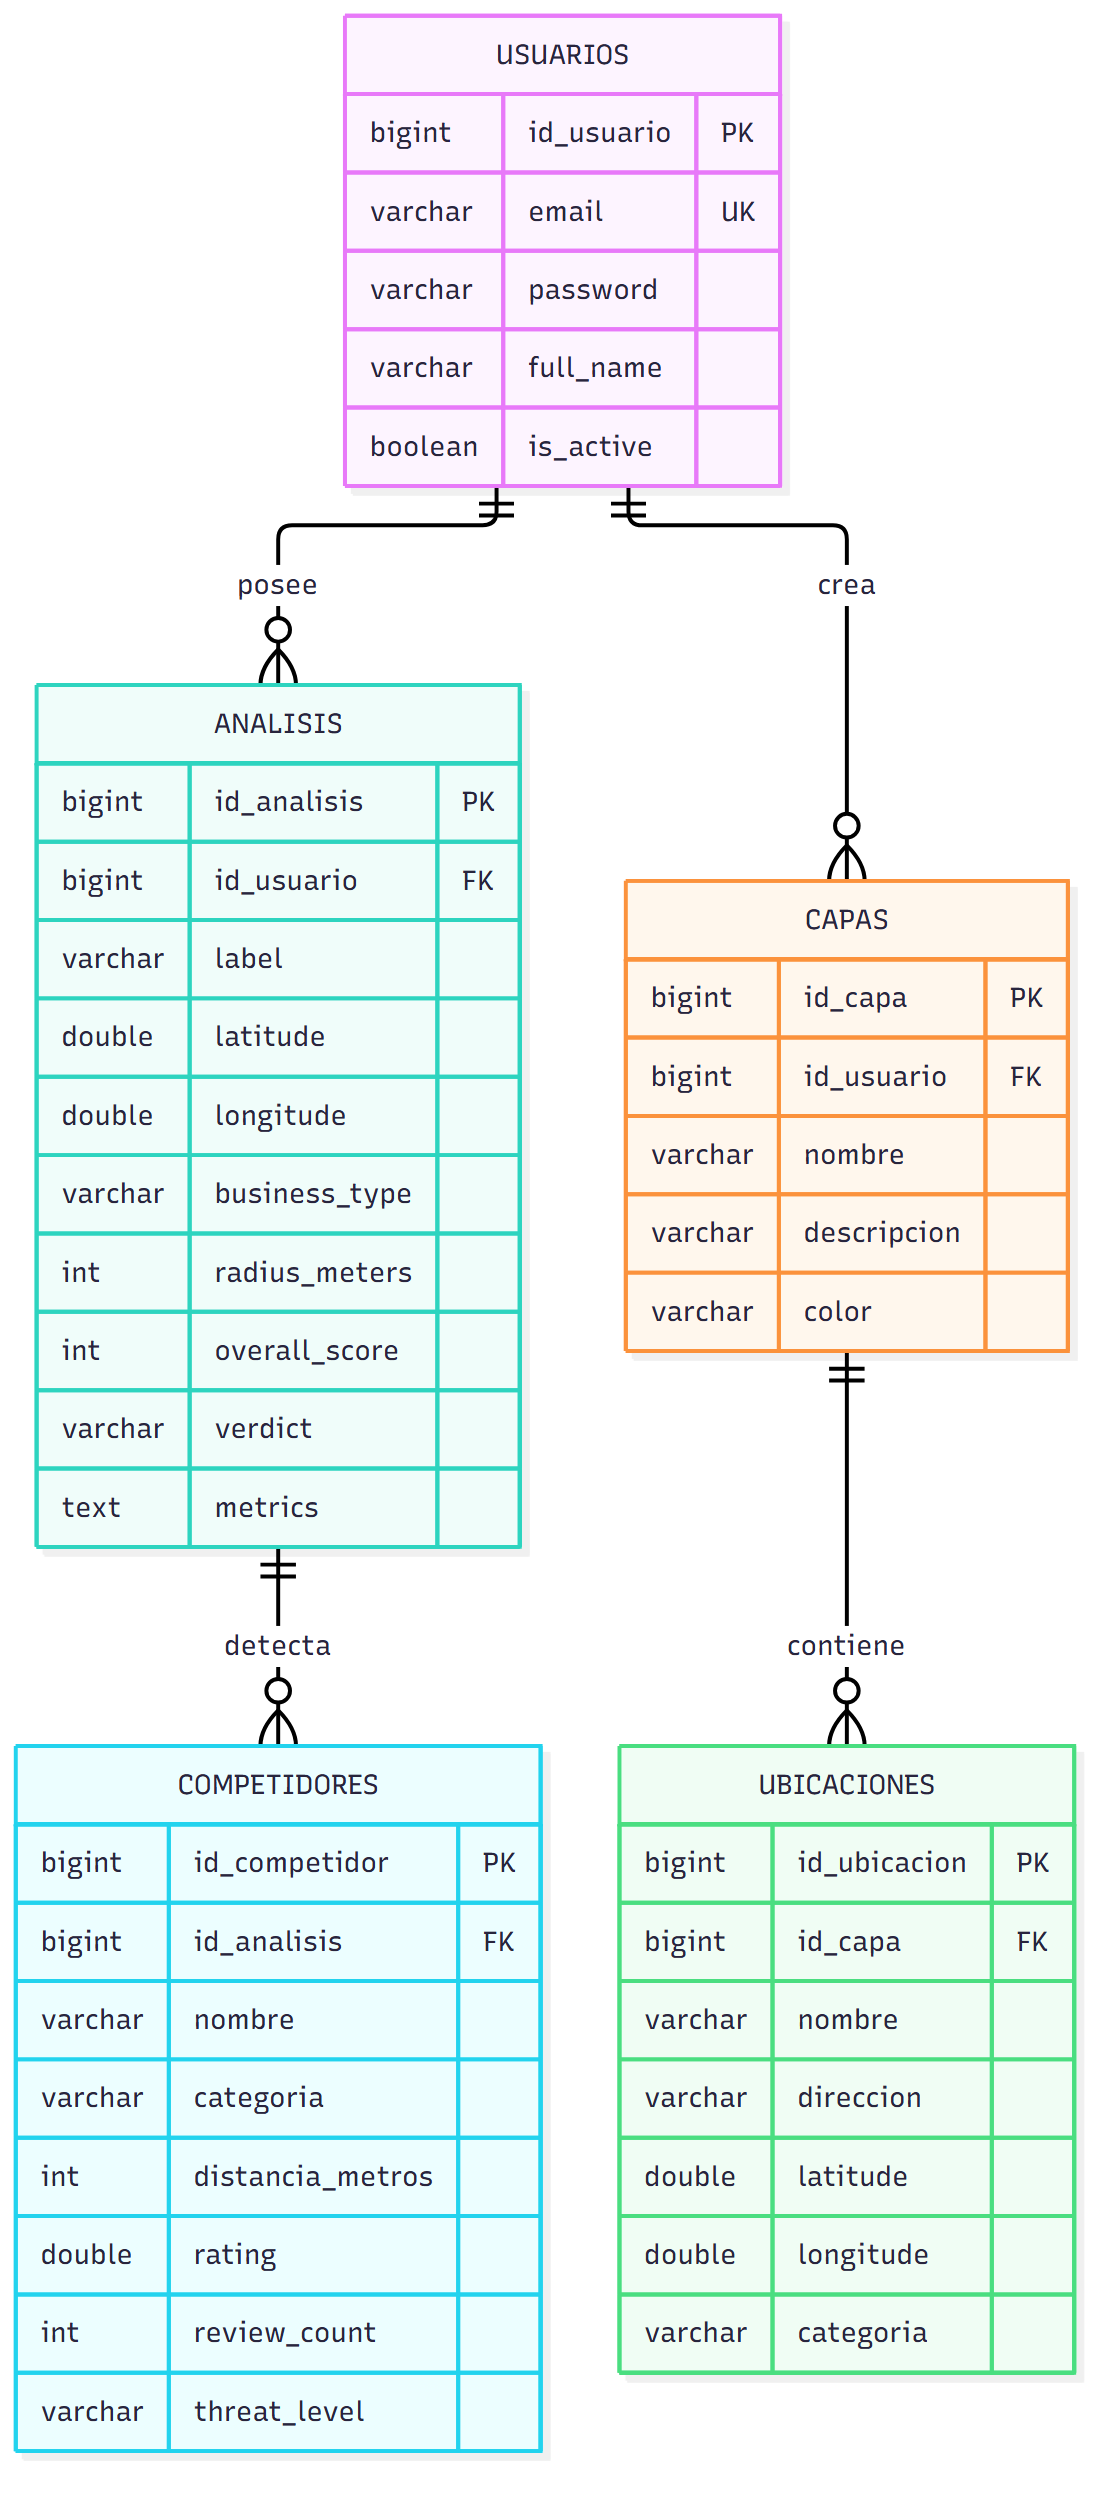 USUARIOS
bigint id_usuario PK
varchar email UK
varchar password
varchar full_name
boolean is_active
posee
crea
ANALISIS
bigint id_analisis PK
bigint id_usuario FK
varchar label
double latitude
double longitude
varchar business_type
int radius_meters
int overall_score
varchar verdict
text metrics
CAPAS
bigint id_capa PK
bigint id_usuario FK
varchar nombre
varchar descripcion
varchar color
detecta
contiene
COMPETIDORES
bigint id_competidor PK
bigint id_analisis FK
varchar nombre
varchar categoria
int distancia_metros
double rating
int review_count
varchar threat_level
UBICACIONES
bigint id_ubicacion PK
bigint id_capa FK
varchar nombre
varchar direccion
double latitude
double longitude
varchar categoria